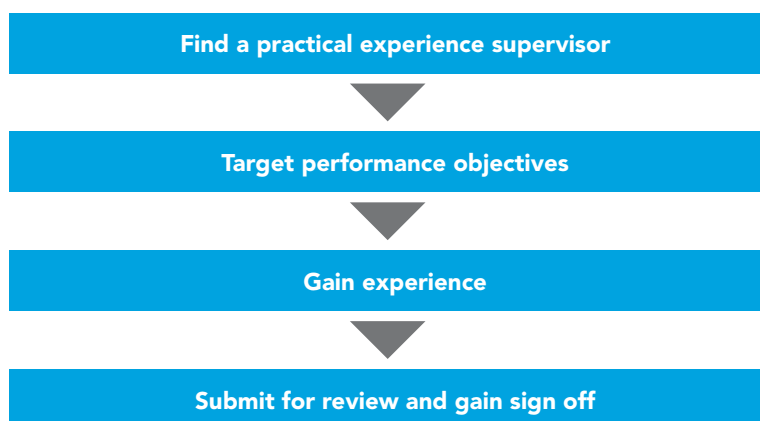 Find a practical experience supervisor
Target performance objectives
Gain experience
Submit for review and gain sign off